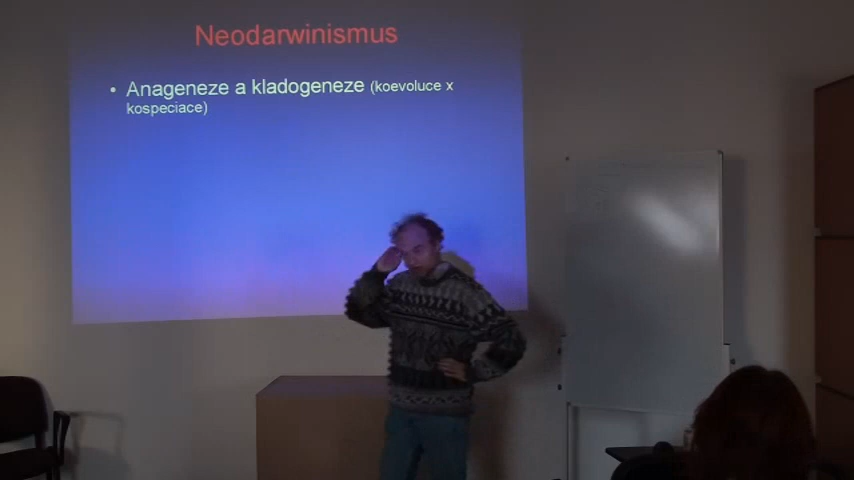 Neodarwinismus
• Anageneze a kladogeneze (koevoluce x
kospeciace)